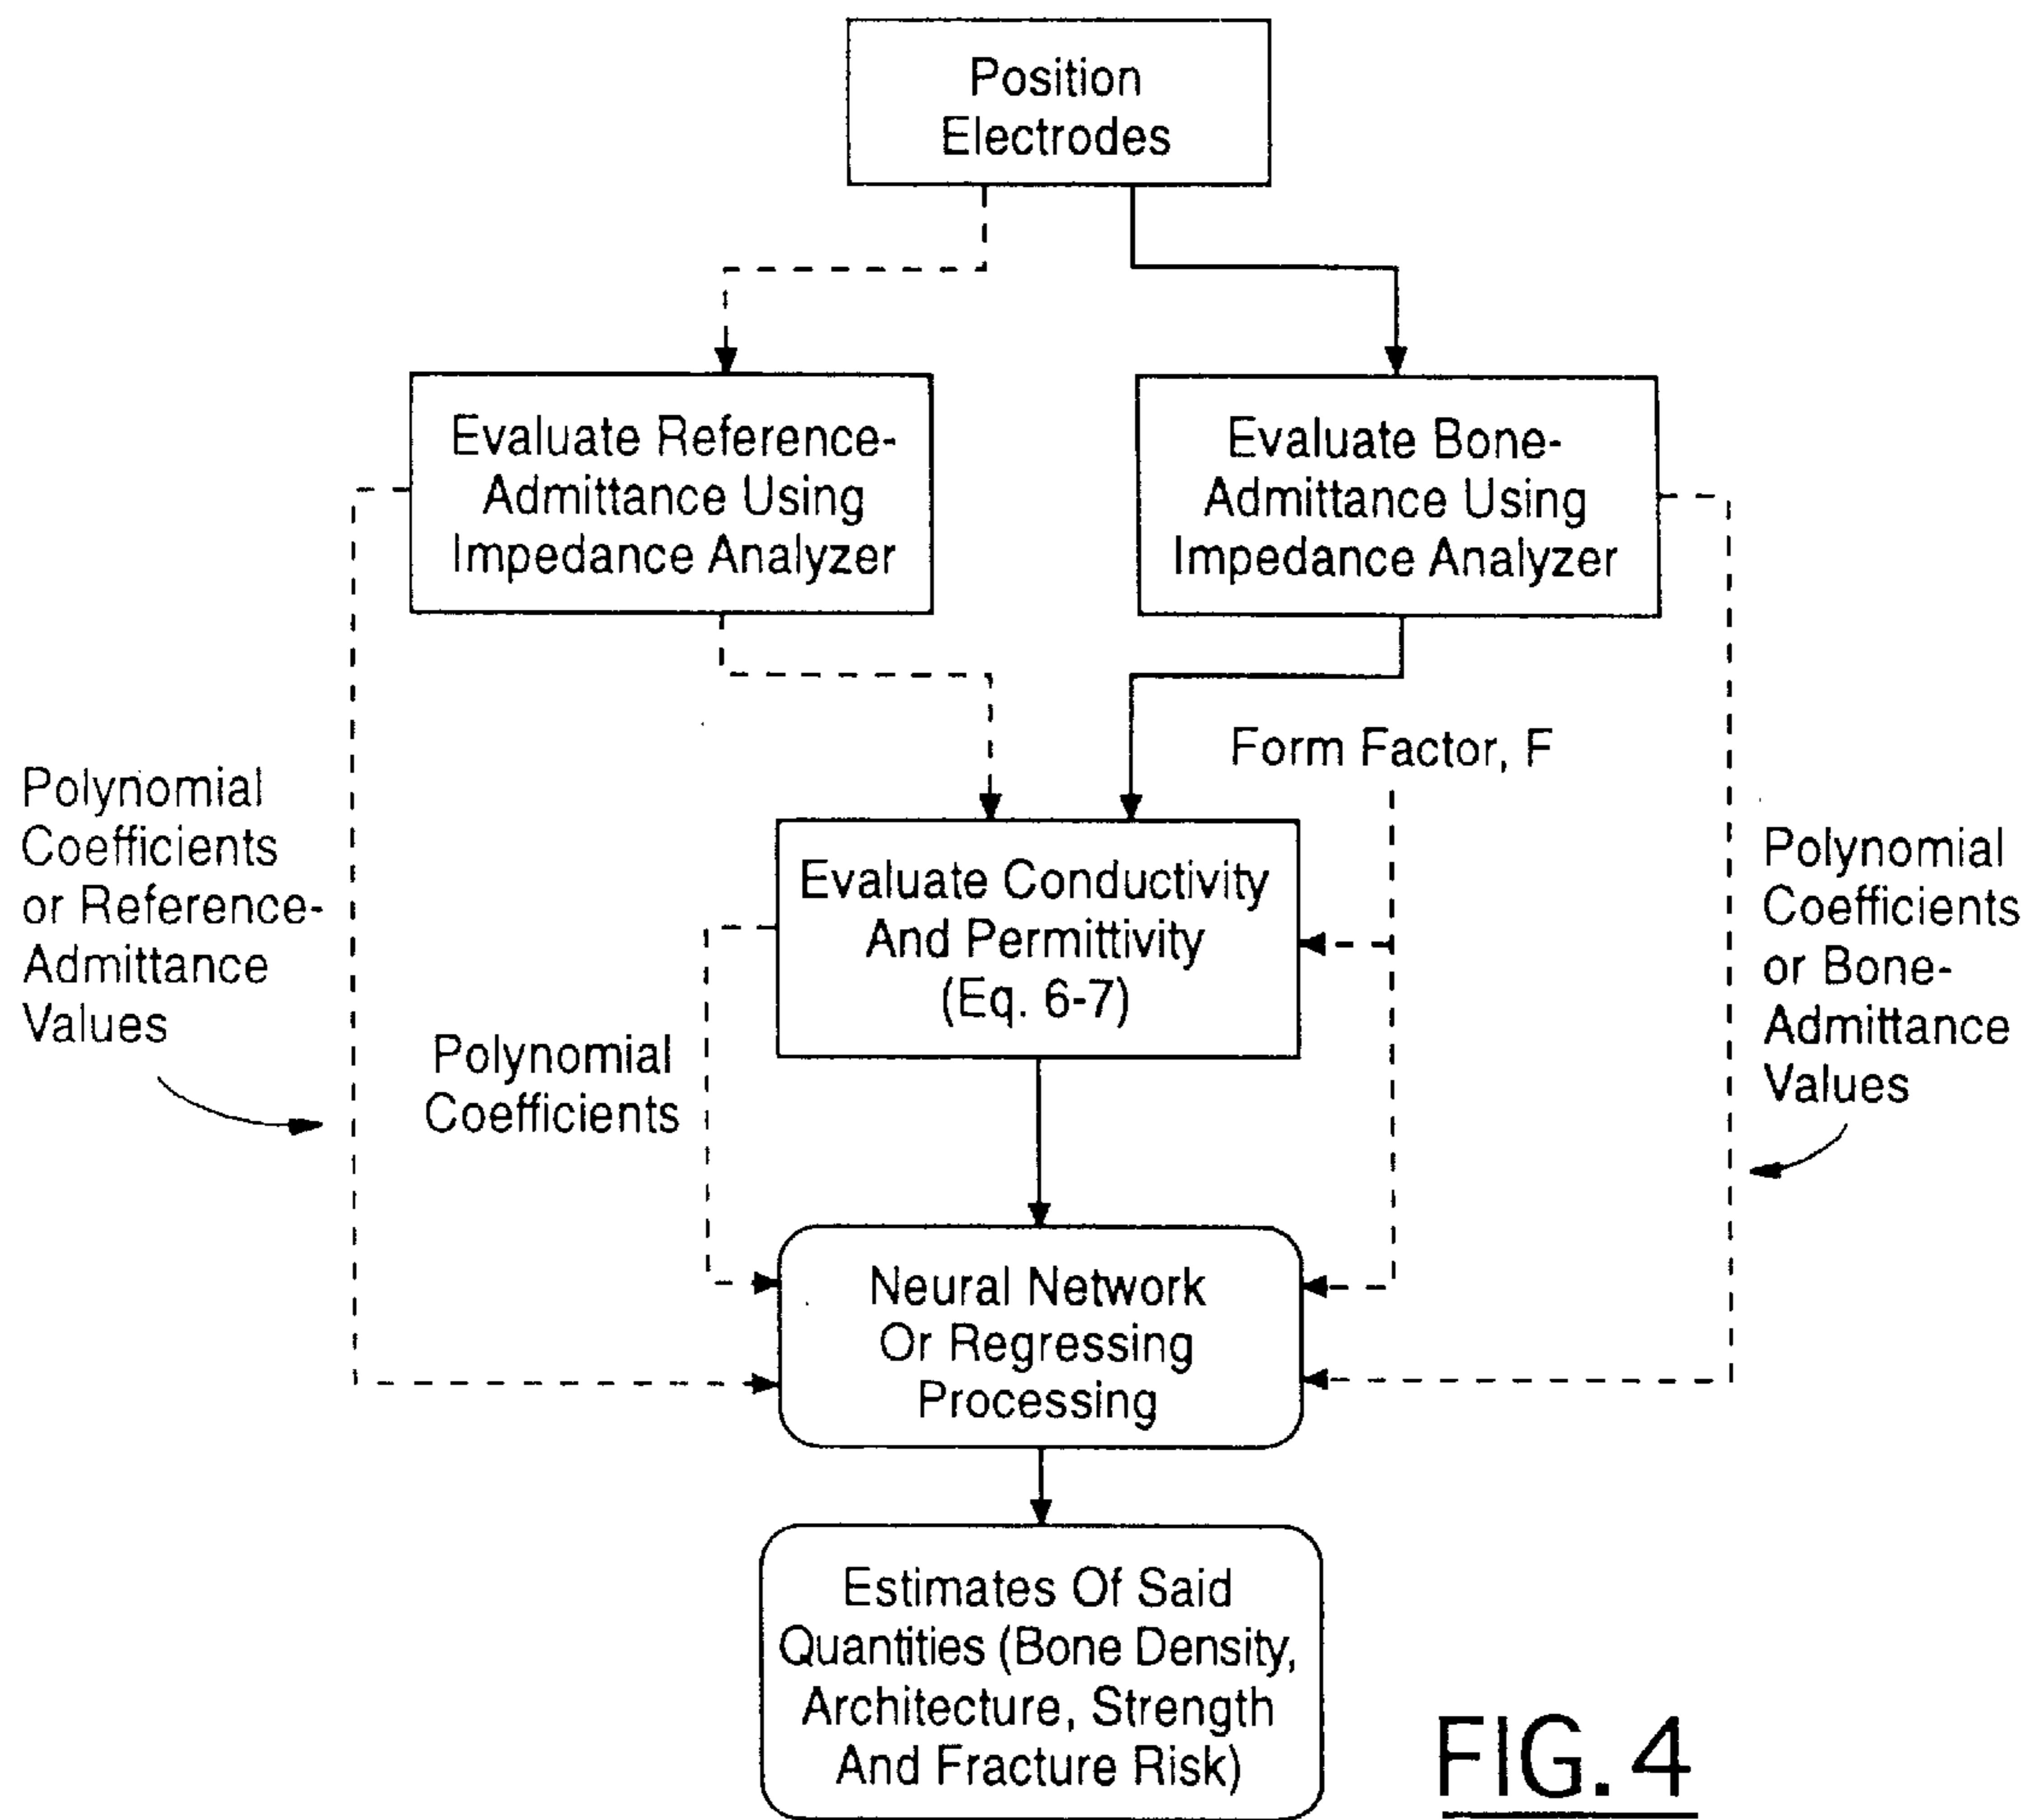 Position
Electrodes
Evaluate Reference-
Admittance Using
Impedance Analyzer
Evaluate Bone-
Admittance Using
Impedance Analyzer
Form Factor, F
Polynomial
Coefficients
or Reference-
Admittance
Values
Evaluate Conductivity
And Permittivity
(Eq. 6-7)
Polynomial
Coefficients
or Bone-
Admittance
Values
Polynomial
Coefficients
Neural Network
Or Regressing
Processing
Estimates Of Said
Quantities (Bone Density,
Architecture, Strength
And Fracture Risk)
FIG. 4